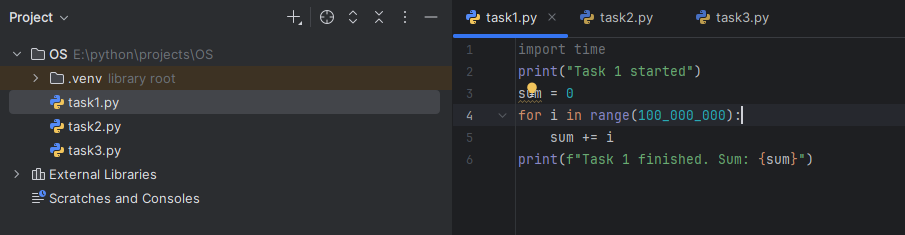 Project
OS E:\python\projects\OS
.venv library root
task1.py
task2.py
task3.py
External Libraries
Scratches and Consoles
task1.py task2.py task3.py
1 import time
2 print("Task 1 started")
3 sum = 0
4 for i in range(100_000_000):
5 sum += i
6 print(f"Task 1 finished. Sum: {sum}")